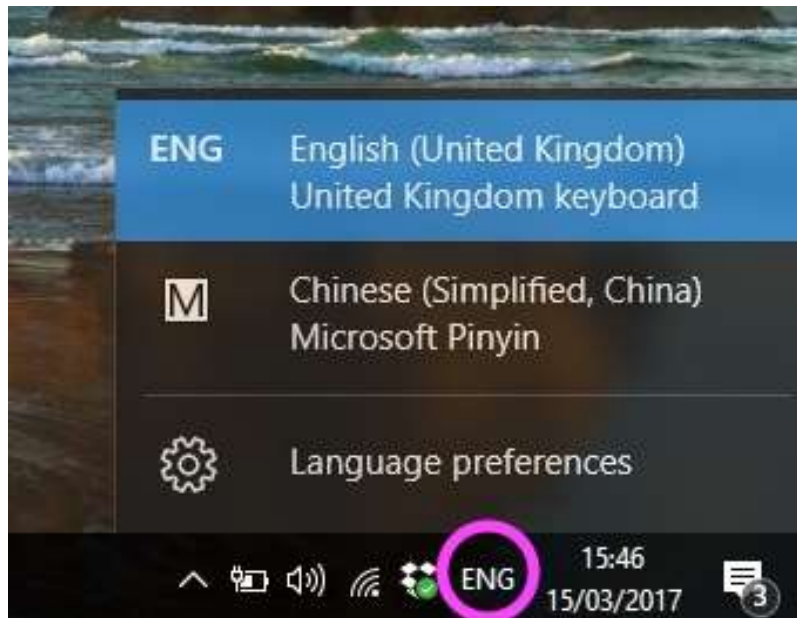 ENG
English (United Kingdom)
United Kingdom keyboard
M
Chinese (Simplified, China)
Microsoft Pinyin
Language preferences
ENG
15:46
15/03/2017
3